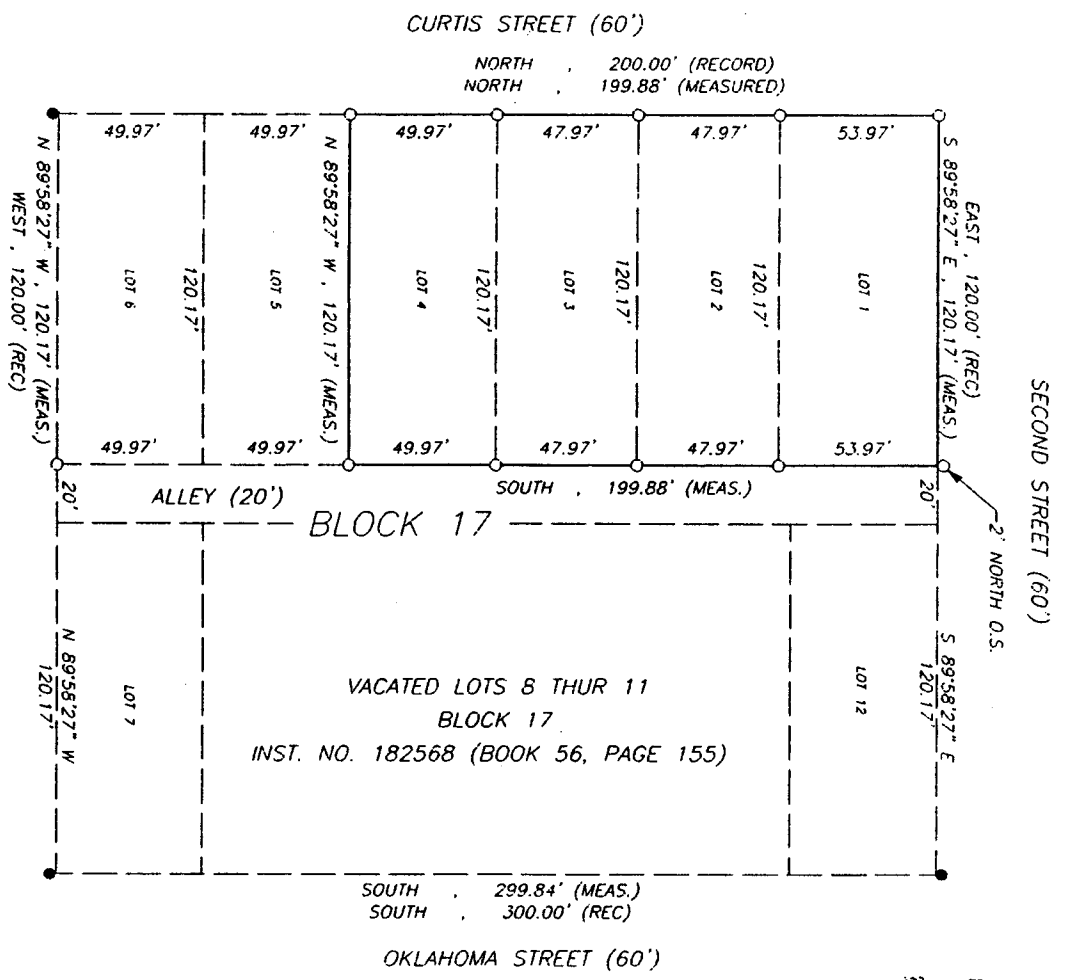 CURTIS STREET (60')
NORTH , 200.00' (RECORD)
NORTH , 199.88' (MEASURED)
49.97'
49.97'
49.97'
47.97'
47.97'
53.97'
WEST , 120.00' (REC)
N 89°58'27" W , 120.17' (MEAS.)
LOT 6
120.17'
LOT 5
N 89°58'27" W , 120.17' (MEAS.)
LOT 4
120.17'
LOT 3
120.17'
LOT 2
120.17'
LOT 1
S 89°58'27" E , 120.17' (MEAS.)
EAST , 120.00' (REC)
SECOND STREET (60')
49.97'
49.97'
49.97'
47.97'
47.97'
53.97'
20'
ALLEY (20')
SOUTH , 199.88' (MEAS.)
20'
2' NORTH O.S.
BLOCK 17
N 89°58'27" W
120.17'
LOT 7
VACATED LOTS 8 THUR 11
BLOCK 17
INST. NO. 182568 (BOOK 56, PAGE 155)
LOT 12
S 89°58'27" E
120.17'
SOUTH , 299.84' (MEAS.)
SOUTH , 300.00' (REC)
OKLAHOMA STREET (60')